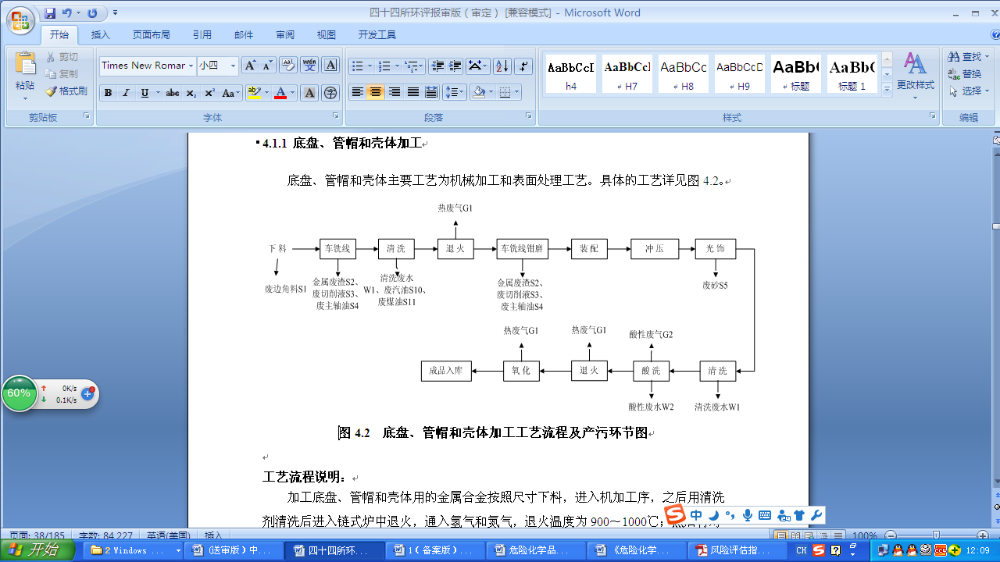 四十四所环评报审版（审定） [兼容模式] - Microsoft Word
开始 插入 页面布局 引用 邮件 审阅 视图 开发工具
粘贴
剪切
复制
格式刷
剪贴板
Times New Romar 小四
字体
段落
AaBbCcI AaBbCcl AaBbCc AaBbCcD AaBb( AaBb(
h4 H7 H8 H9 标题 标题 1
更改样式
样式
查找
替换
选择
编辑
4.1.1 底盘、管帽和壳体加工
底盘、管帽和壳体主要工艺为机械加工和表面处理工艺。具体的工艺详见图 4.2。
热废气G1
下 料 车铣线 清 洗 退 火 车铣线钳磨 装 配 冲 压 光 饰
废边角料S1
金属废渣S2、
废切削液S3、
废主轴油S4
清洗废水
W1、废汽油S10、
废煤油S11
金属废渣S2、
废切削液S3、
废主轴油S4
废砂S5
热废气G1 热废气G1 酸性废气G2
成品入库 氧 化 退 火 酸 洗 清 洗
酸性废水W2 清洗废水W1
图 4.2 底盘、管帽和壳体加工工艺流程及产污环节图
工艺流程说明：
加工底盘、管帽和壳体用的金属合金按照尺寸下料，进入机加工序，之后用清洗
剂清洗后进入链式炉中退火，通入氢气和氮气，退火温度为 900～1000℃；
60%
0K/s
0.1K/s
中
页面: 38/185 字数: 84,227 英语(美国) 插入 100%
开始 2 Windows ... （送审版）中... 四十四所环... 1（备案版）... 危险化学品... 《危险化学... 风险评估指... CH 12:09